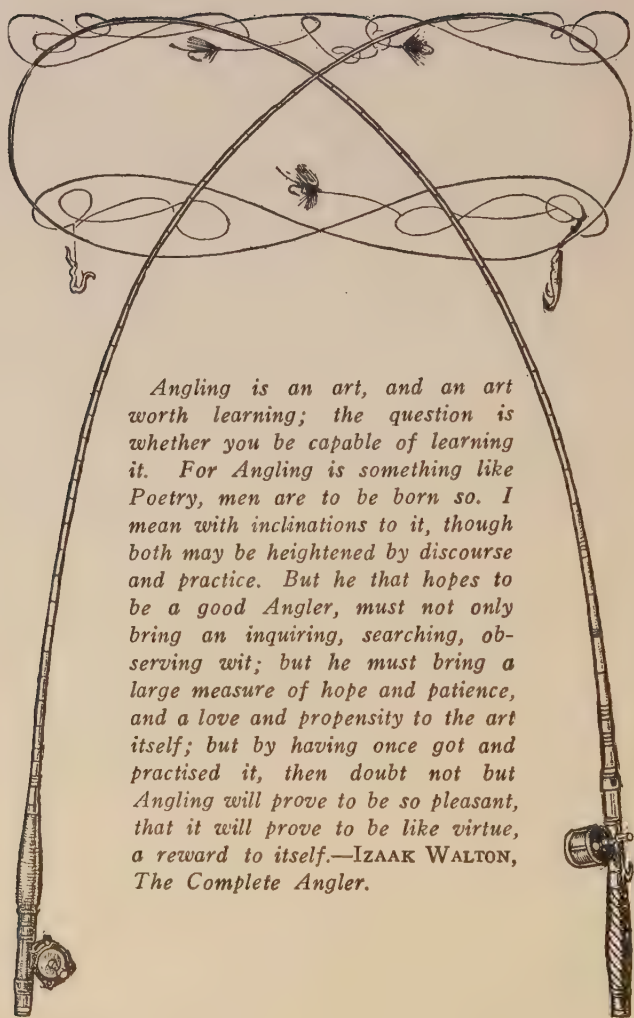 Angling is an art, and an art
worth learning; the question is
whether you be capable of learning
it. For Angling is something like
Poetry, men are to be born so. I
mean with inclinations to it, though
both may be heightened by discourse
and practice. But he that hopes to
be a good Angler, must not only
bring an inquiring, searching, ob-
serving wit; but he must bring a
large measure of hope and patience,
and a love and propensity to the art
itself; but by having once got and
practised it, then doubt not but
Angling will prove to be so pleasant,
that it will prove to be like virtue,
a reward to itself.—IZAAK WALTON,
The Complete Angler.